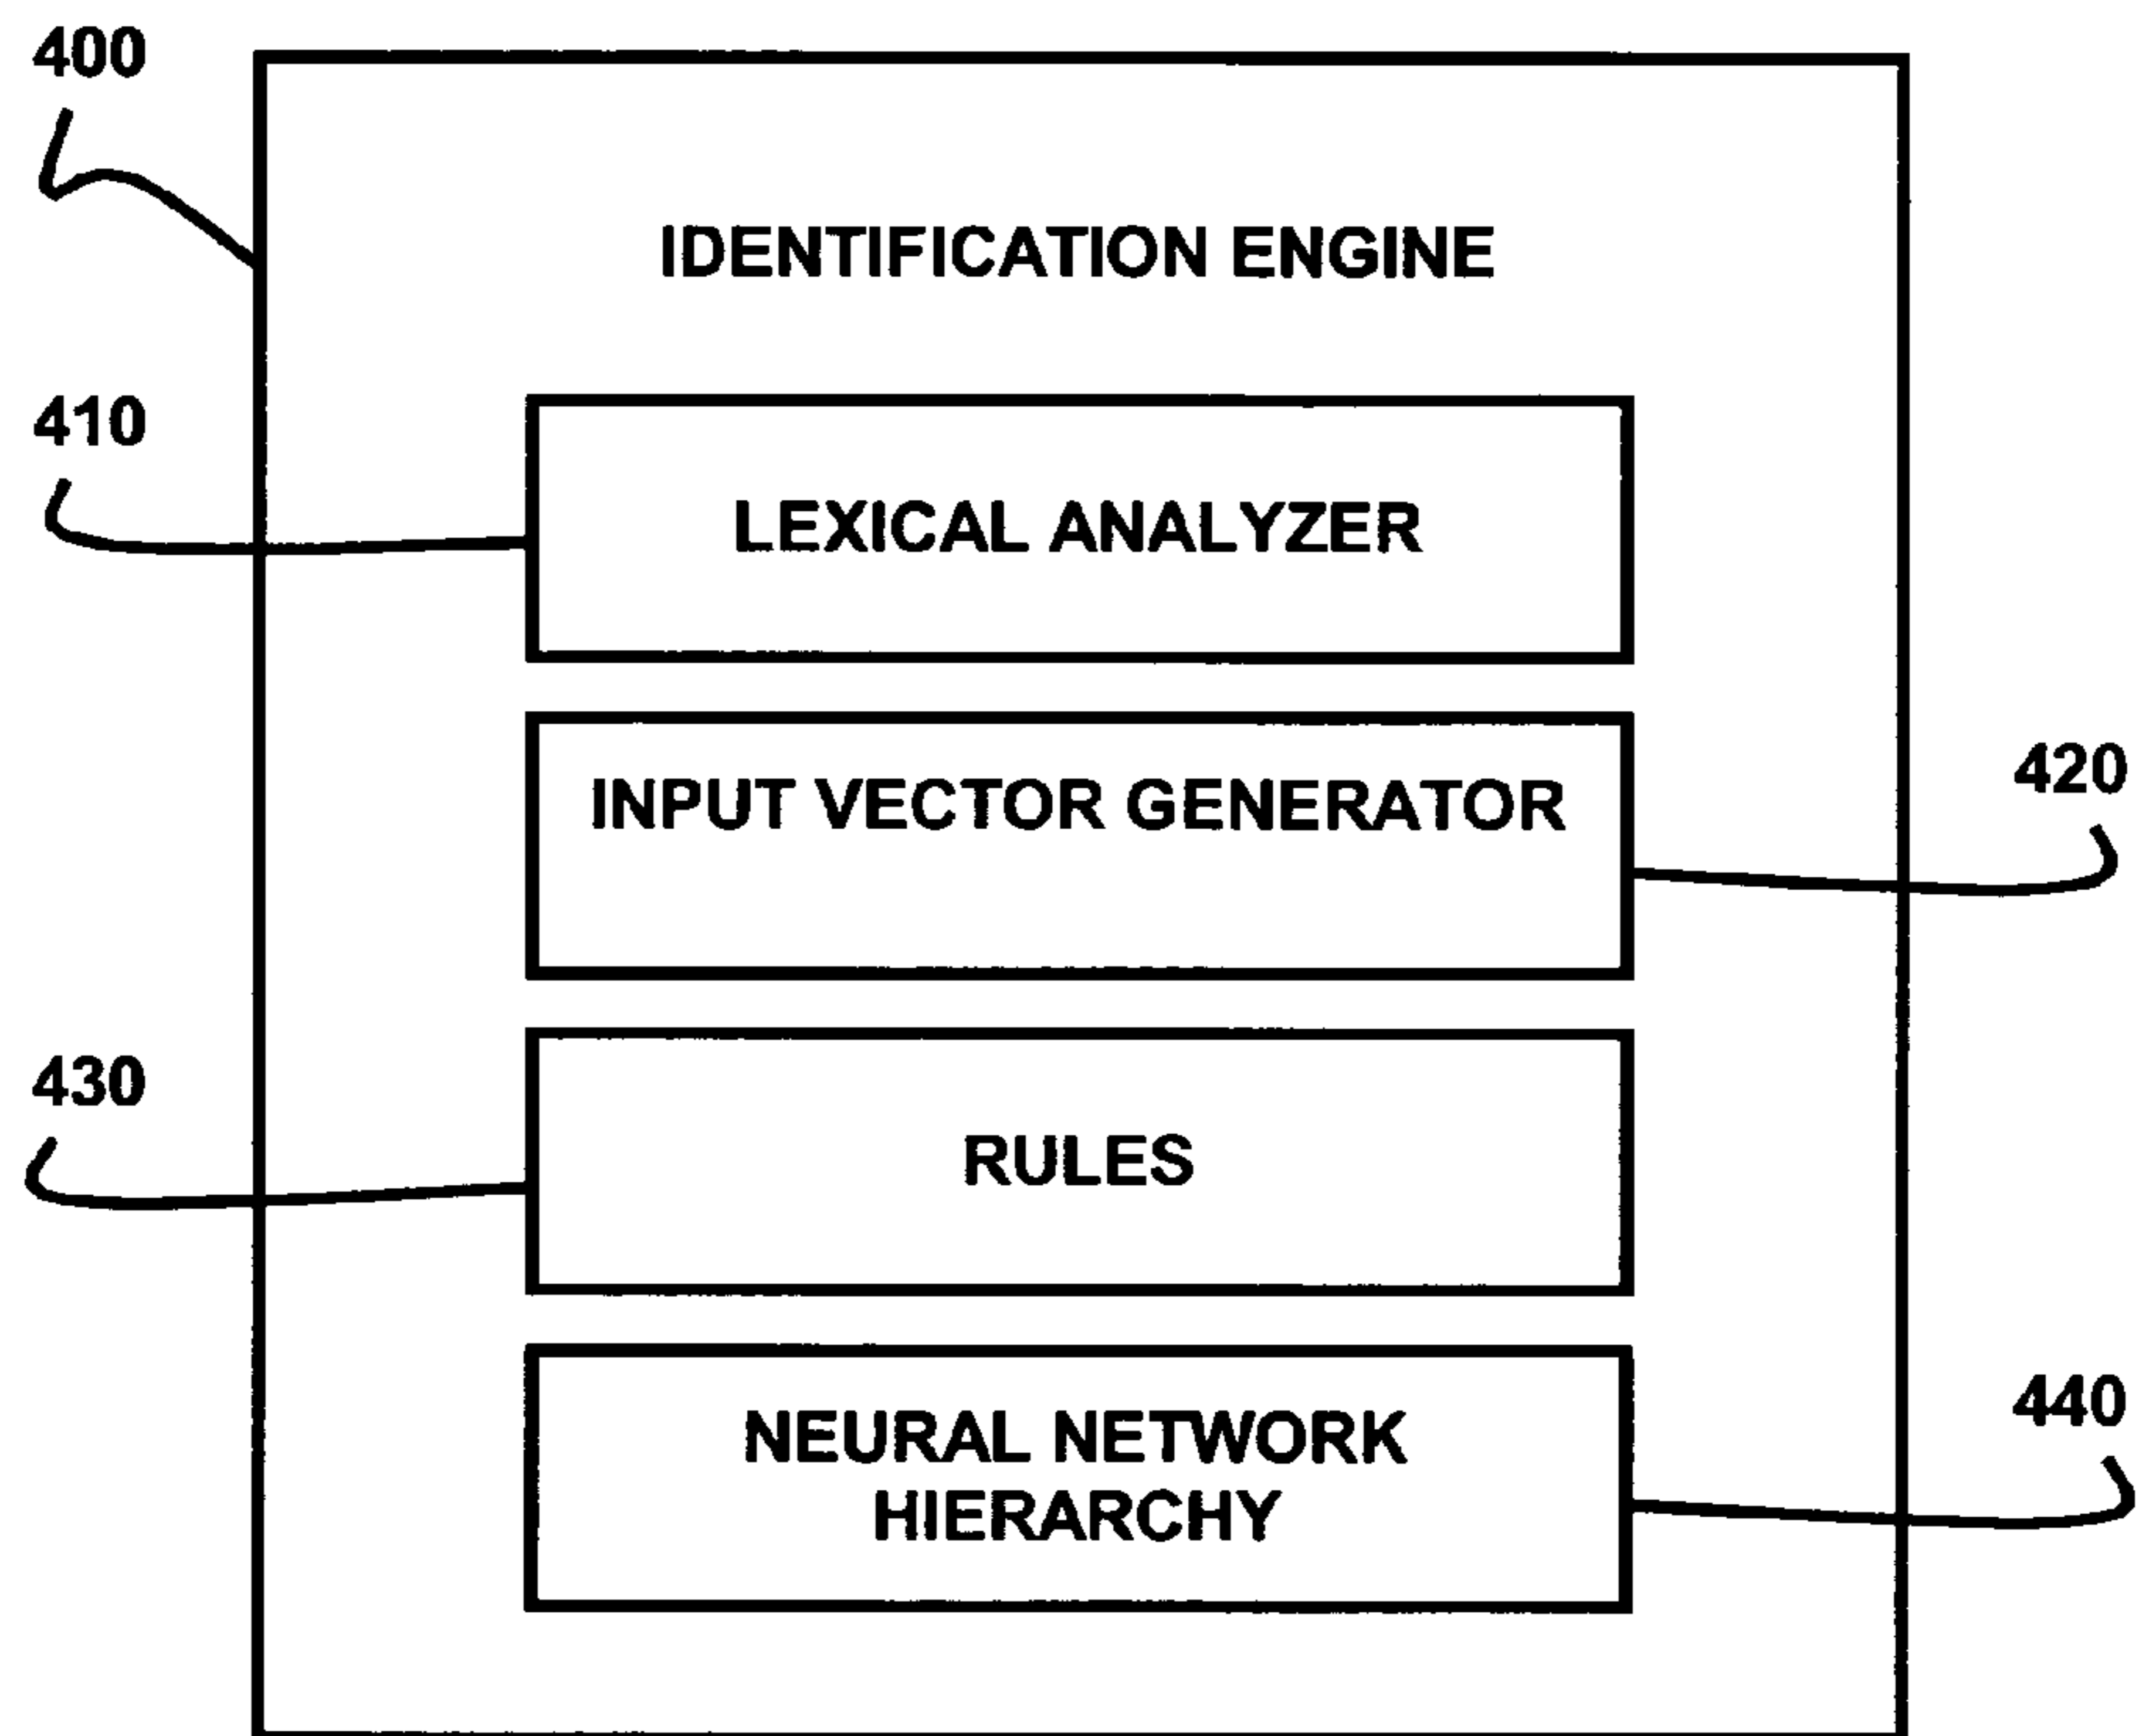 400
IDENTIFICATION ENGINE
410
LEXICAL ANALYZER
INPUT VECTOR GENERATOR
420
430
RULES
440
NEURAL NETWORK
HIERARCHY